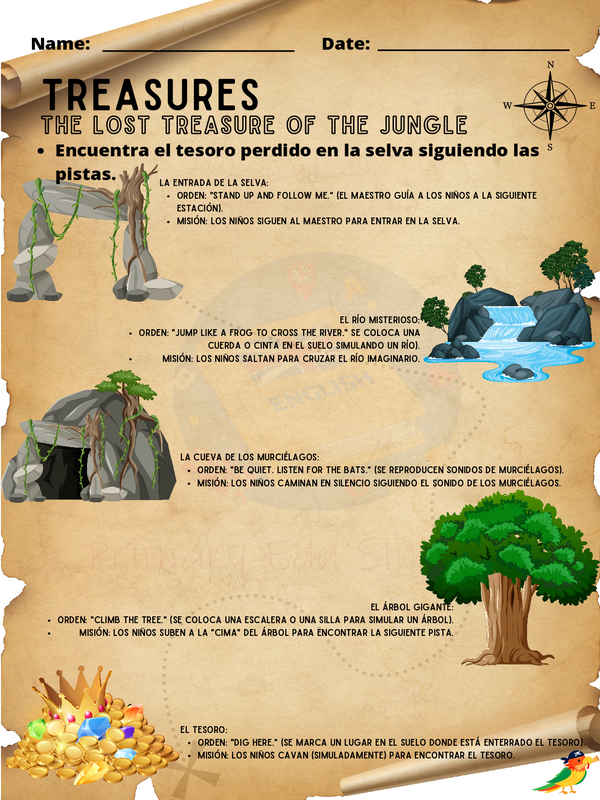 Name: Date:
N
W E
S
TREASURES
THE LOST TREASURE OF THE JUNGLE
• Encuentra el tesoro perdido en la selva siguiendo las
pistas.
LA ENTRADA DE LA SELVA:
• ORDEN: "STAND UP AND FOLLOW ME." (EL MAESTRO GUÍA A LOS NIÑOS A LA SIGUIENTE
ESTACIÓN).
• MISIÓN: LOS NIÑOS SIGUEN AL MAESTRO PARA ENTRAR EN LA SELVA.
EL RÍO MISTERIOSO:
• ORDEN: "JUMP LIKE A FROG TO CROSS THE RIVER." SE COLOCA UNA
CUERDA O CINTA EN EL SUELO SIMULANDO UN RÍO).
• MISIÓN: LOS NIÑOS SALTAN PARA CRUZAR EL RÍO IMAGINARIO.
ENGLISH
LA CUEVA DE LOS MURCIÉLAGOS:
• ORDEN: "BE QUIET. LISTEN FOR THE BATS." (SE REPRODUCEN SONIDOS DE MURCIÉLAGOS).
• MISIÓN: LOS NIÑOS CAMINAN EN SILENCIO SIGUIENDO EL SONIDO DE LOS MURCIÉLAGOS.
EL ÁRBOL GIGANTE:
• ORDEN: "CLIMB THE TREE." (SE COLOCA UNA ESCALERA O UNA SILLA PARA SIMULAR UN ÁRBOL).
• MISIÓN: LOS NIÑOS SUBEN A LA "CIMA" DEL ÁRBOL PARA ENCONTRAR LA SIGUIENTE PISTA.
EL TESORO:
• ORDEN: "DIG HERE." (SE MARCA UN LUGAR EN EL SUELO DONDE ESTÁ ENTERRADO EL TESORO).
• MISIÓN: LOS NIÑOS CAVAN (SIMULADAMENTE) PARA ENCONTRAR EL TESORO.